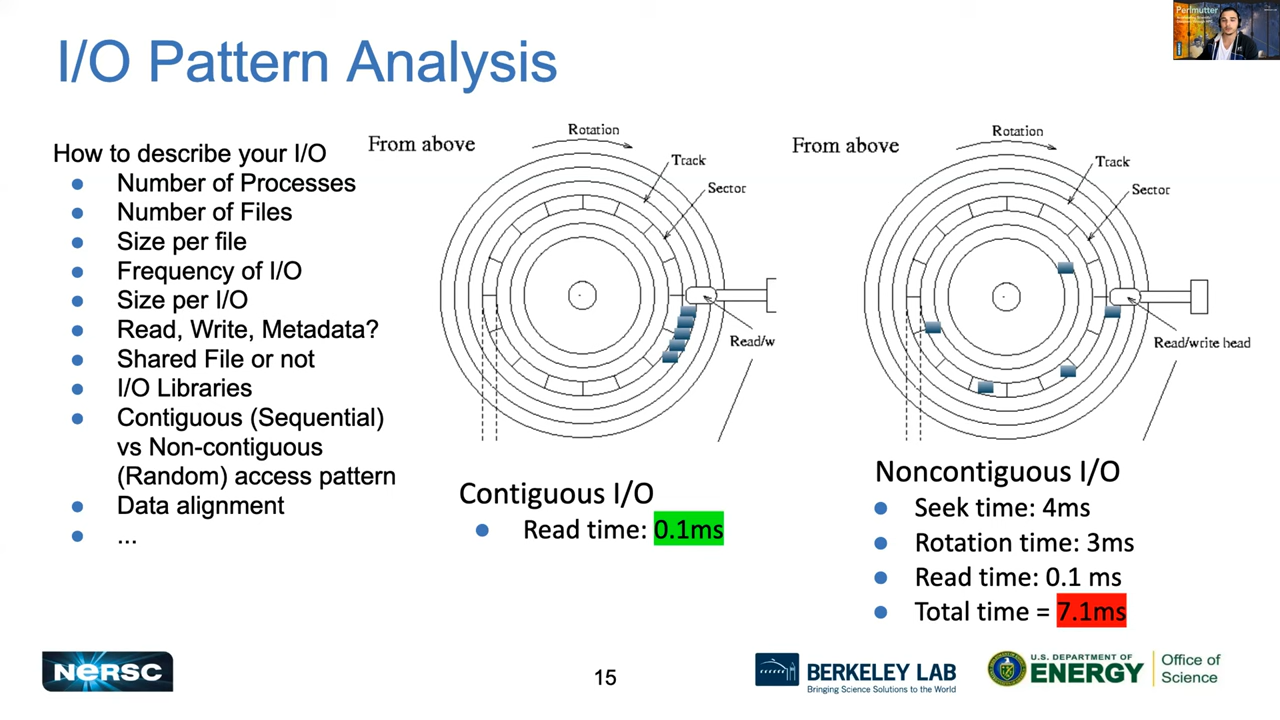 I/O Pattern Analysis
How to describe your I/O
Number of Processes
Number of Files
Size per file
Frequency of I/O
Size per I/O
Read, Write, Metadata?
Shared File or not
I/O Libraries
Contiguous (Sequential)
vs Non-contiguous
(Random) access pattern
Data alignment
...
From above
Rotation
Track
Sector
Read/w
Contiguous I/O
Read time: 0.1ms
From above
Rotation
Track
Sector
Read/write head
Noncontiguous I/O
Seek time: 4ms
Rotation time: 3ms
Read time: 0.1 ms
Total time = 7.1ms
Perlmutter
NERSC
15
BERKELEY LAB
Bringing Science Solutions to the World
U.S. DEPARTMENT OF
ENERGY
Office of
Science